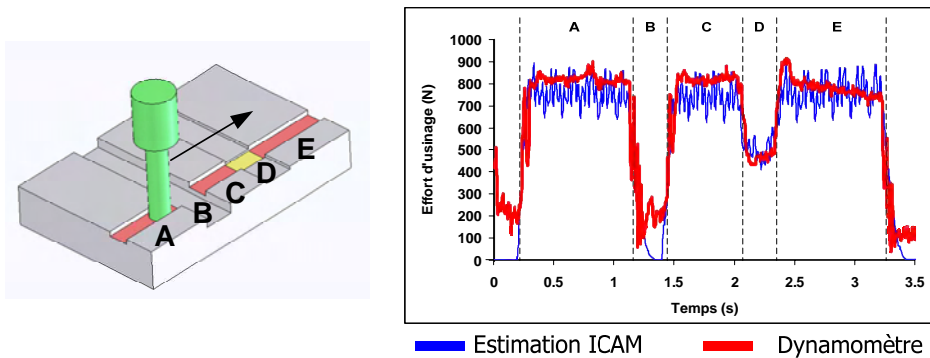 A
B
C
D
E
A B C D E
Effort d'usinage (N)
1000
900
800
700
600
500
400
300
200
100
0
0 0.5 1 1.5 2 2.5 3 3.5
Temps (s)
Estimation ICAM Dynamomètre